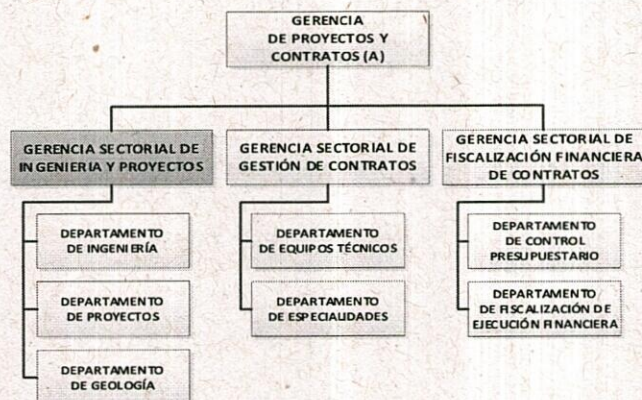 GERENCIA
DE PROYECTOS Y
CONTRATOS (A)
GERENCIA SECTORIAL DE
INGENIERIA Y PROYECTOS
GERENCIA SECTORIAL DE
GESTIÓN DE CONTRATOS
GERENCIA SECTORIAL DE
FISCALIZACIÓN FINANCIERA
DE CONTRATOS
DEPARTAMENTO
DE INGENIERÍA
DEPARTAMENTO
DE PROYECTOS
DEPARTAMENTO
DE GEOLOGÍA
DEPARTAMENTO
DE EQUIPOS TÉCNICOS
DEPARTAMENTO
DE ESPECIALIDADES
DEPARTAMENTO
DE CONTROL
PRESUPUESTARIO
DEPARTAMENTO
DE FISCALIZACIÓN DE
EJECUCIÓN FINANCIERA